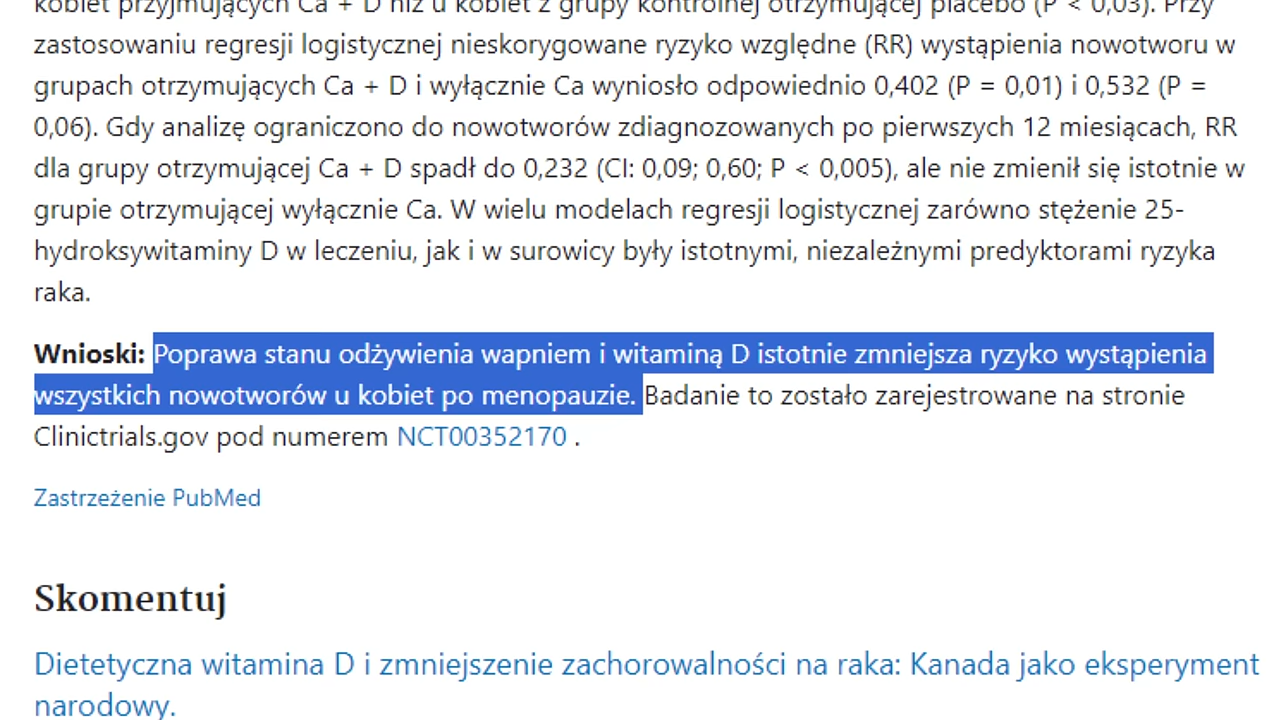 kobiet przyjmujących Ca + D niż u kobiet z grupy kontrolnej otrzymującej placebo (P < 0,03). Przy
zastosowaniu regresji logistycznej nieskorygowane ryzyko względne (RR) wystąpienia nowotworu w
grupach otrzymujących Ca + D i wyłącznie Ca wyniosło odpowiednio 0,402 (P = 0,01) i 0,532 (P =
0,06). Gdy analizę ograniczono do nowotworów zdiagnozowanych po pierwszych 12 miesiącach, RR
dla grupy otrzymującej Ca + D spadł do 0,232 (CI: 0,09; 0,60; P < 0,005), ale nie zmienił się istotnie w
grupie otrzymującej wyłącznie Ca. W wielu modelach regresji logistycznej zarówno stężenie 25-
hydroksywitaminy D w leczeniu, jak i w surowicy były istotnymi, niezależnymi predyktorami ryzyka
raka.
Wnioski: Poprawa stanu odżywienia wapniem i witaminą D istotnie zmniejsza ryzyko wystąpienia
wszystkich nowotworów u kobiet po menopauzie. Badanie to zostało zarejestrowane na stronie
Clinictrials.gov pod numerem NCT00352170 .
Zastrzeżenie PubMed
Skomentuj
Dietetyczna witamina D i zmniejszenie zachorowalności na raka: Kanada jako eksperyment
narodowy.